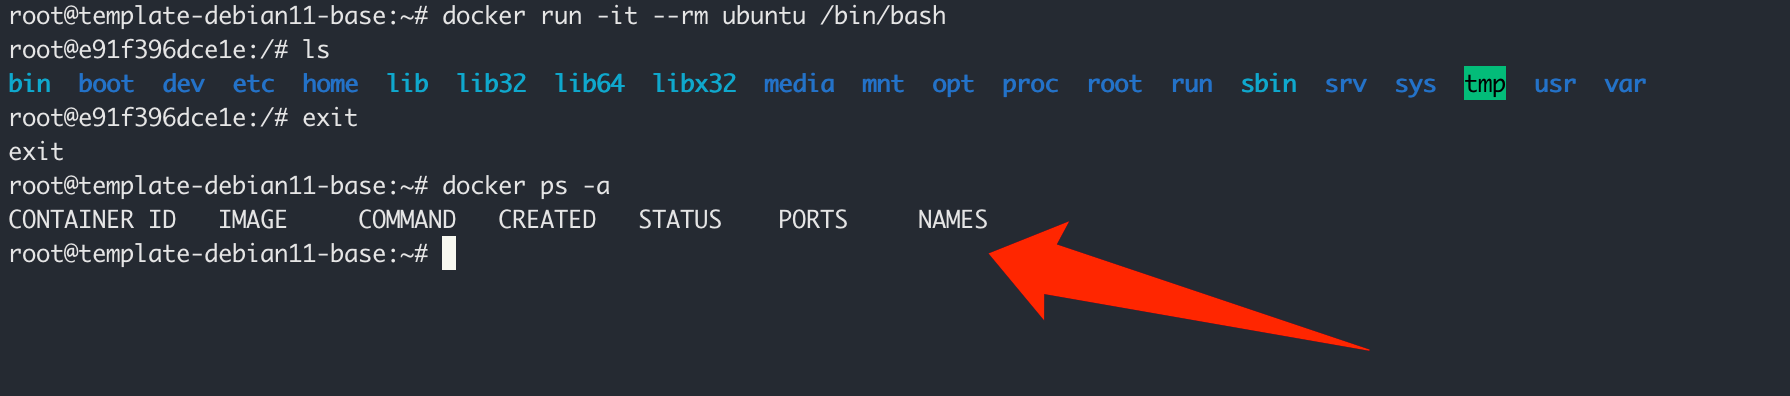 root@template-debian11-base:~# docker run -it --rm ubuntu /bin/bash
root@e91f396dce1e:/# ls
bin  boot  dev  etc  home  lib  lib32  lib64  libx32  media  mnt  opt  proc  root  run  sbin  srv  sys  tmp  usr  var
root@e91f396dce1e:/# exit
exit
root@template-debian11-base:~# docker ps -a
CONTAINER ID   IMAGE     COMMAND   CREATED   STATUS    PORTS     NAMES
root@template-debian11-base:~#